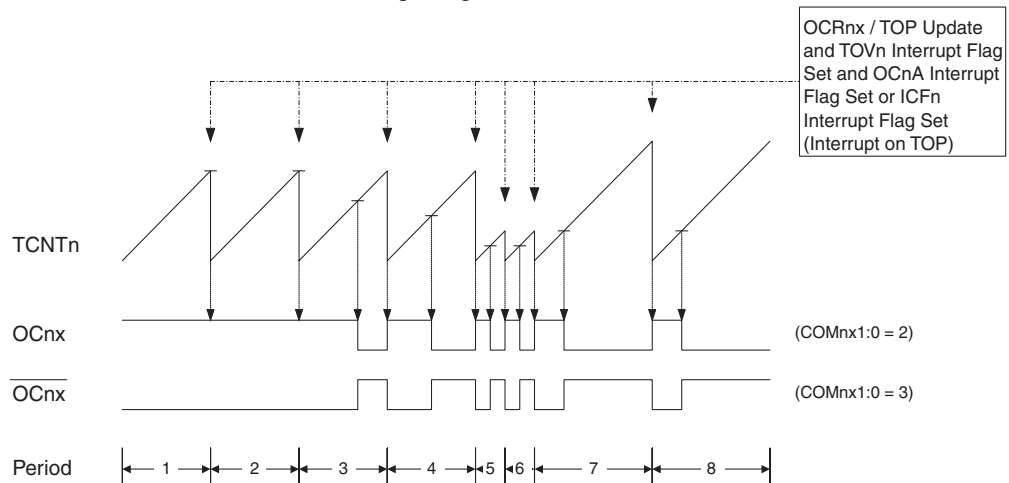 OCRnx / TOP Update
and TOVn Interrupt Flag
Set and OCnA Interrupt
Flag Set or ICFn
Interrupt Flag Set
(Interrupt on TOP)
TCNTn
OCnx
(COMnx1:0 = 2)
OCnx
(COMnx1:0 = 3)
Period
1
2
3
4
5
6
7
8